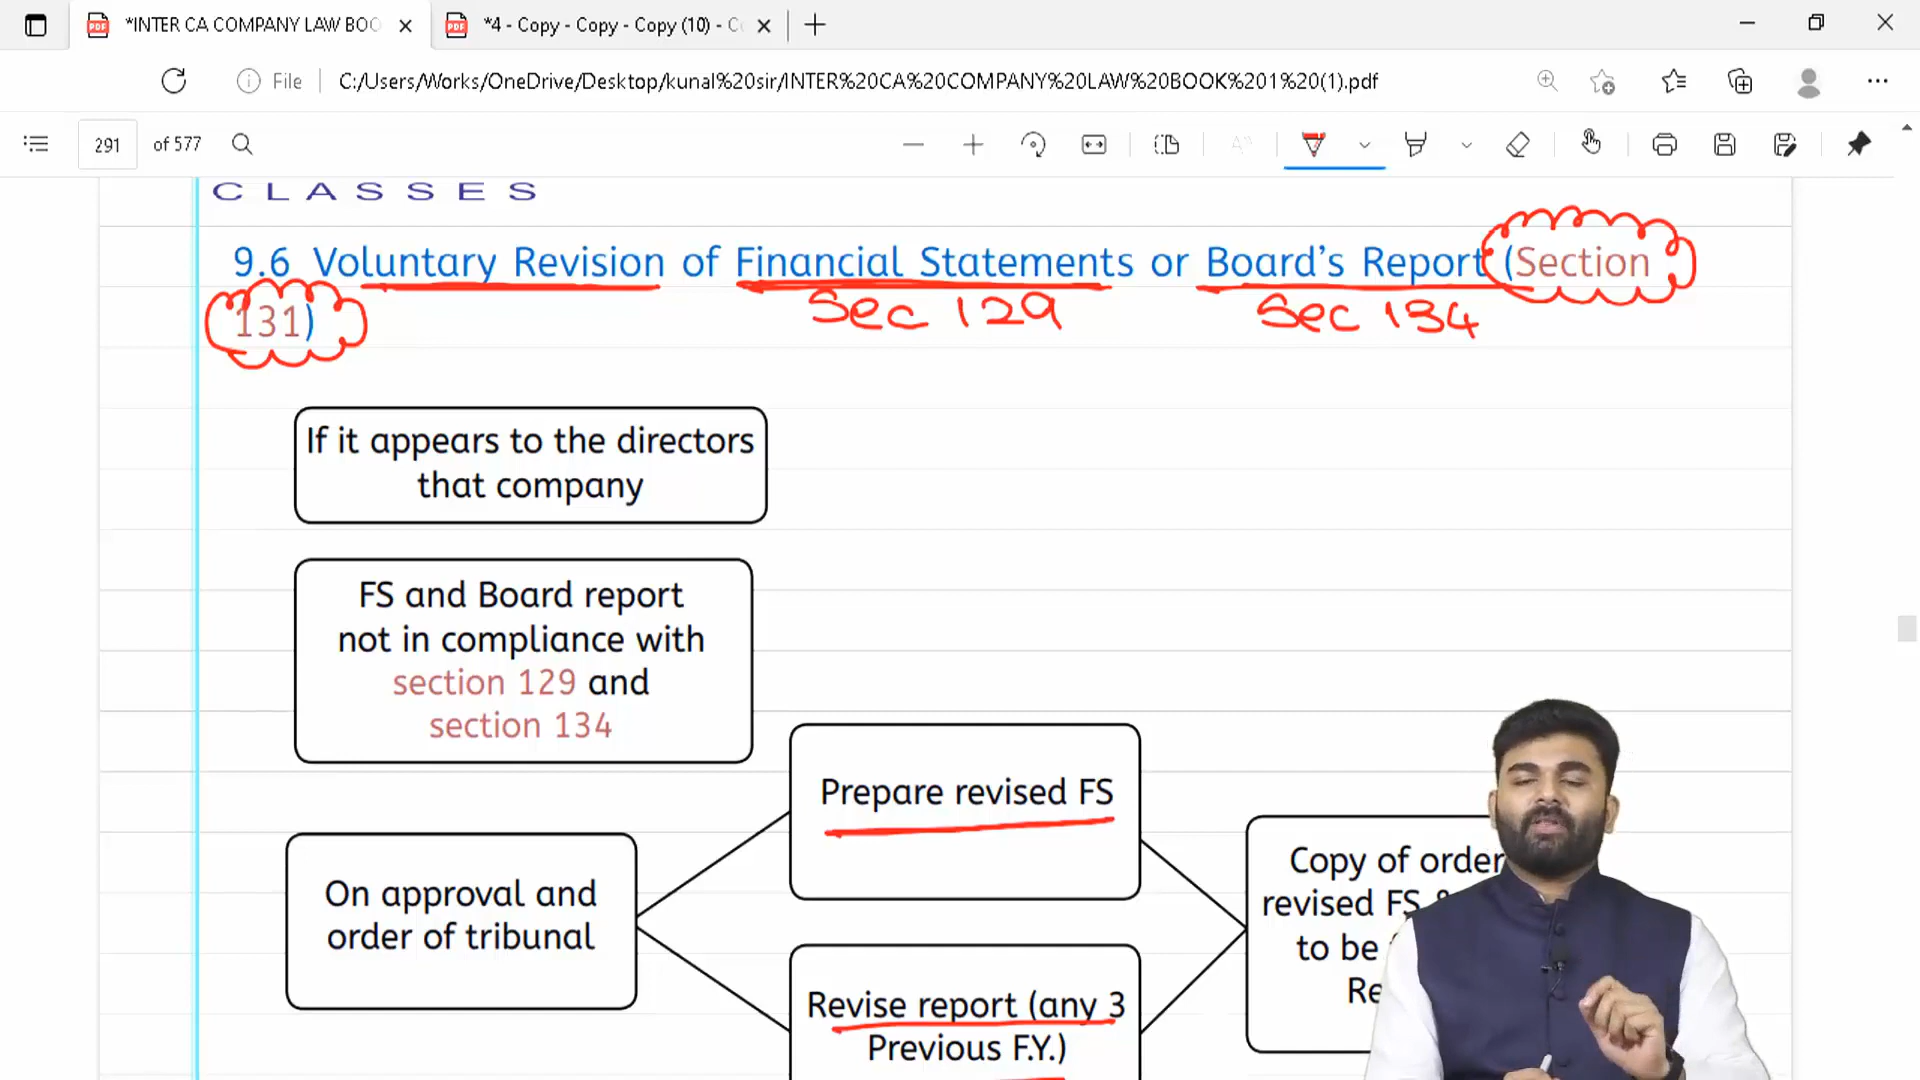 *INTER CA COMPANY LAW BOO
*4 - Copy - Copy - Copy (10) - C
File
C:/Users/Works/OneDrive/Desktop/kunal%20sir/INTER%20CA%20COMPANY%20LAW%20BOOK%201%20(1).pdf
291 of 577
CLASSES
9.6 Voluntary Revision of Financial Statements or Board's Report (Section
131)
Sec 129 Sec 134
If it appears to the directors
that company
FS and Board report
not in compliance with
section 129 and
section 134
Prepare revised FS
On approval and
order of tribunal
Copy of order
revised FS
to be
Re
Revise report (any 3
Previous F.Y.)